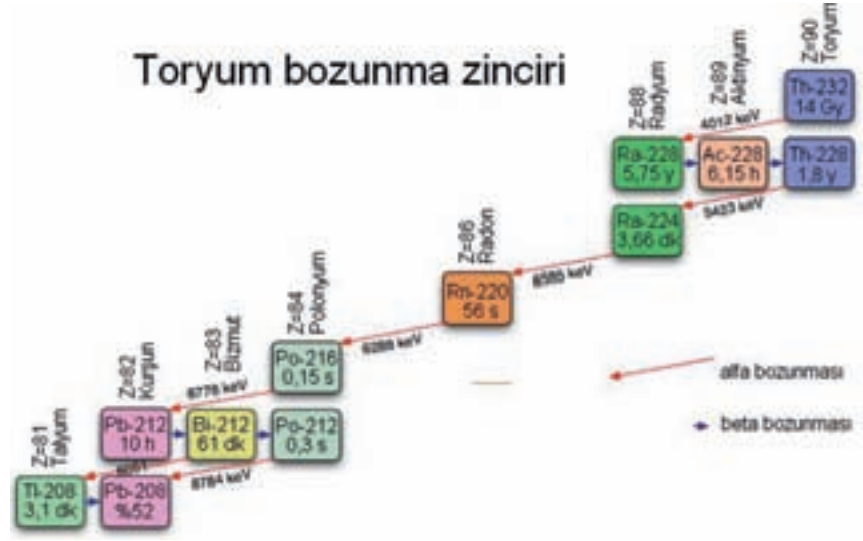 Toryum bozunma zinciri
Z=90
Toryum
Z=89
Aktinyum
Z=88
Radyum
Th-232
14 Gy
4012 keV
Ra-228
5,75 y
Ac-228
6,15 h
Th-228
1,8 y
5423 keV
Ra-224
3,66 dk
Z=86
Radon
Rn-220
56 s
6288 keV
Z=84
Polonyum
Po-216
0,15 s
6778 keV
Z=83
Bizmut
Z=82
Kurşun
Pb-212
10 h
Bi-212
61 dk
Po-212
0,3 s
8784 keV
Z=81
Talyum
Tl-208
3,1 dk
Pb-208
%52
alfa bozunması
beta bozunması